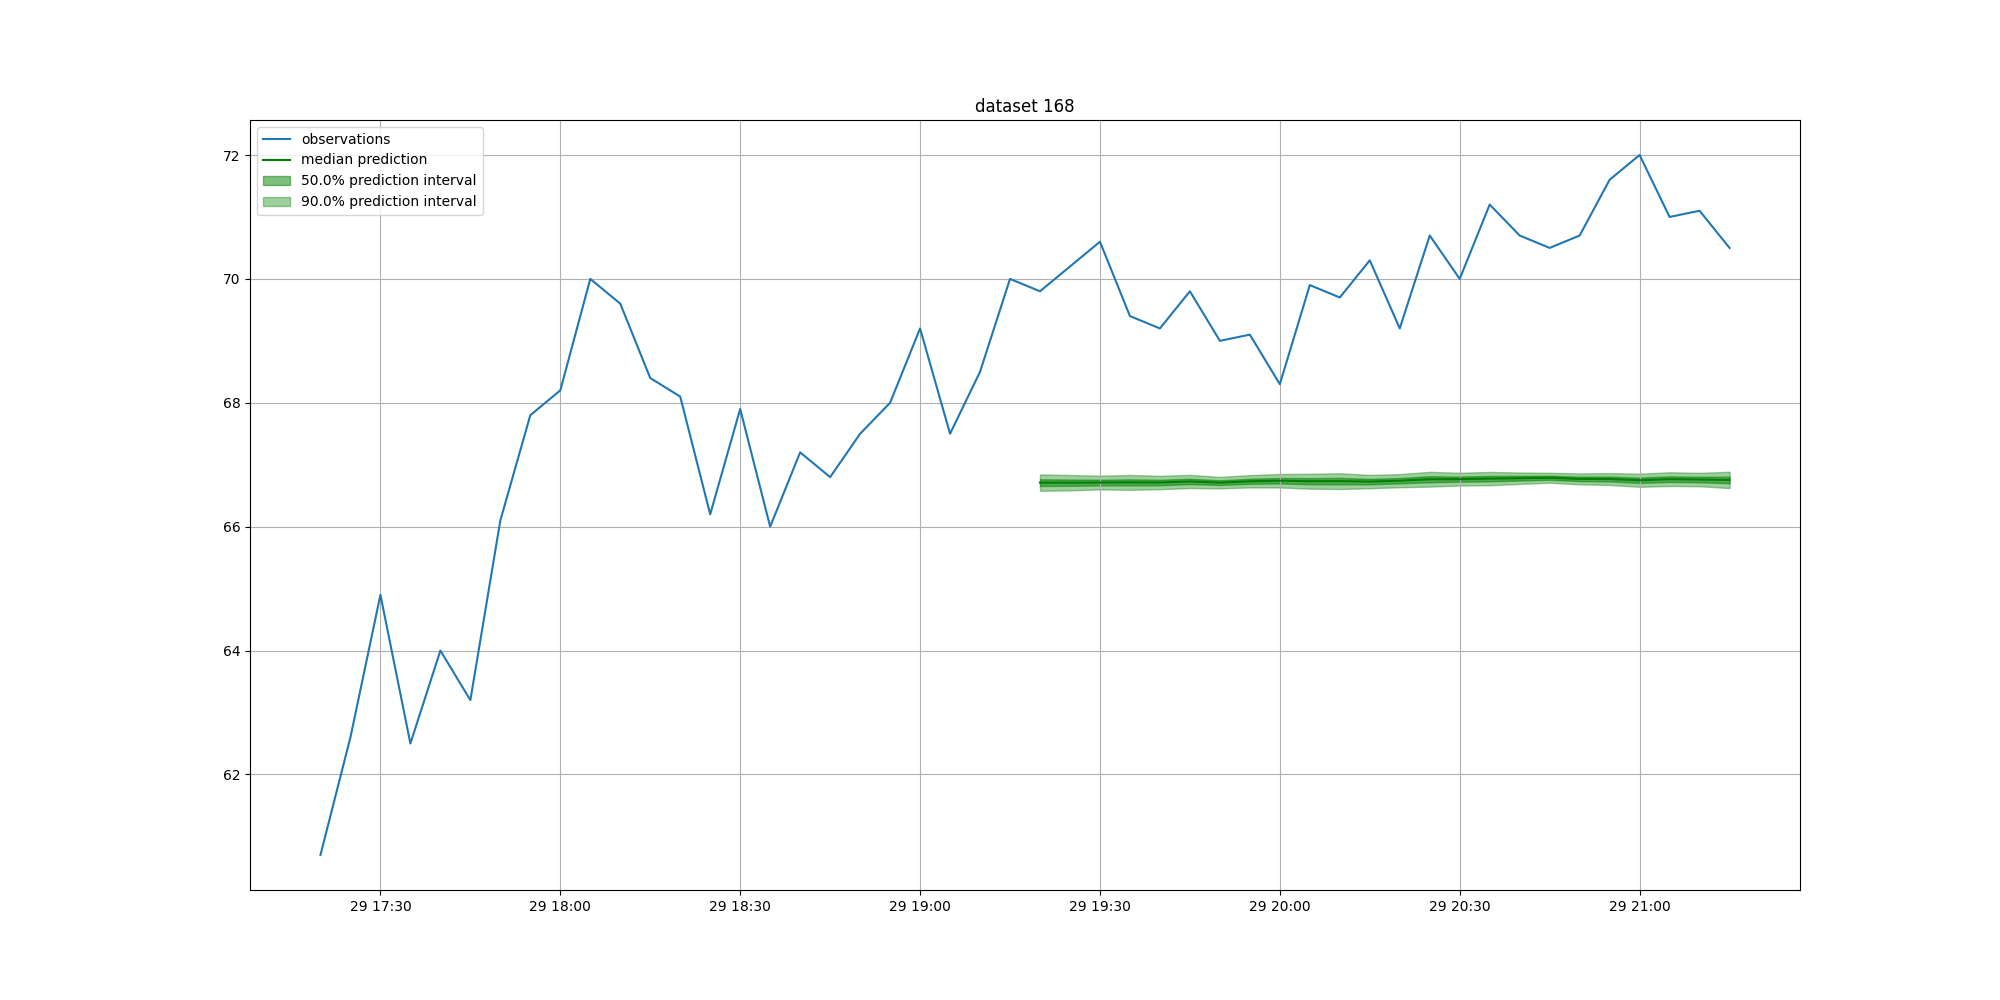 dataset 168
observations
median prediction
50.0% prediction interval
90.0% prediction interval
72
70
68
66
64
62
29 17:30
29 18:00
29 18:30
29 19:00
29 19:30
29 20:00
29 20:30
29 21:00